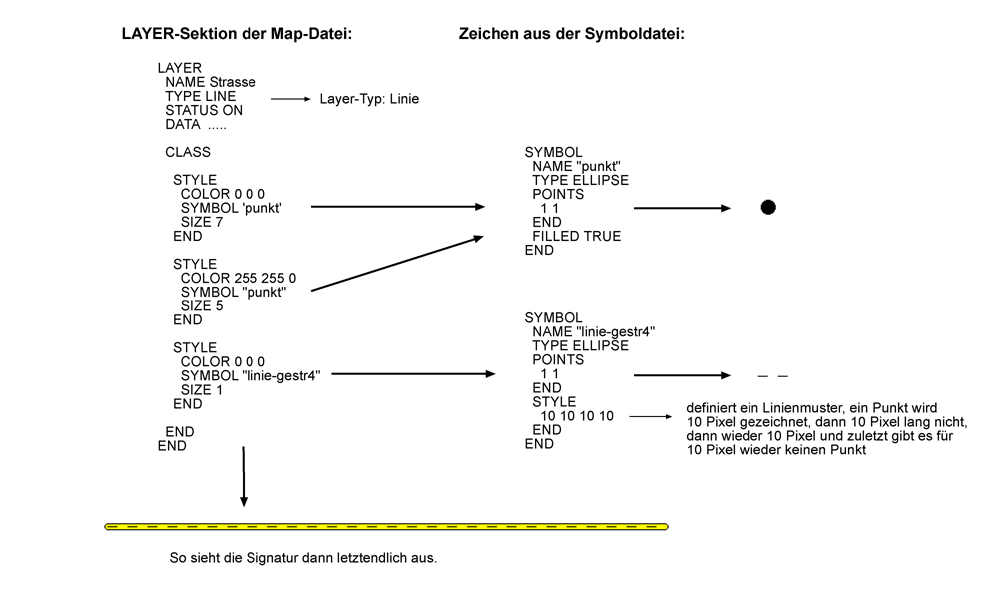 LAYER-Sektion der Map-Datei:
LAYER
NAME Strasse
TYPE LINE
Layer-Typ: Linie
STATUS ON
DATA .....
CLASS
STYLE
COLOR 0 0 0
SYMBOL 'punkt'
SIZE 7
END
STYLE
COLOR 255 255 0
SYMBOL "punkt"
SIZE 5
END
STYLE
COLOR 0 0 0
SYMBOL "linie-gestr4"
SIZE 1
END
END
END
Zeichen aus der Symboldatei:
SYMBOL
NAME "punkt"
TYPE ELLIPSE
POINTS
1 1
END
FILLED TRUE
END
SYMBOL
NAME "linie-gestr4"
TYPE ELLIPSE
POINTS
1 1
END
STYLE
10 10 10 10
END
END
definiert ein Linienmuster, ein Punkt wird
10 Pixel gezeichnet, dann 10 Pixel lang nicht,
dann wieder 10 Pixel und zuletzt gibt es für
10 Pixel wieder keinen Punkt
So sieht die Signatur dann letztendlich aus.